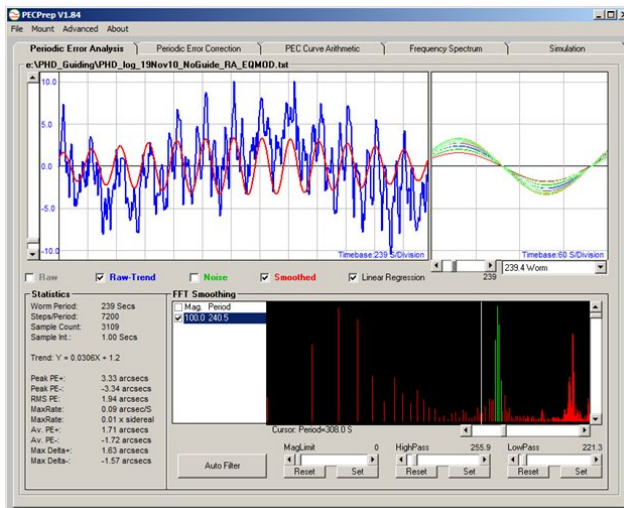 PECPrep V1.84
File Mount Advanced About
Periodic Error Analysis Periodic Error Correction PEC Curve Arithmetic Frequency Spectrum Simulation
e:\PHD_Guiding\PHD_log_19Nov10_NoGuide_RA_EQMOD.txt
10.0
5.0
0.0
-5.0
-10.0
Timebase:239 S/Division Timebase:60 S/Division
239 239.4 Worm
Raw Raw-Trend Noise Smoothed Linear Regression
Statistics
Worm Period: 239 Secs
Steps/Period: 7200
Sample Count: 3109
Sample Int.: 1.00 Secs
Trend: Y = 0.0306X + 1.2
Peak PE+: 3.33 arcsecs
Peak PE-: -3.34 arcsecs
RMS PE: 1.94 arcsecs
MaxRate: 0.09 arcsec/S
MaxRate: 0.01 x sidereal
Av. PE+: 1.71 arcsecs
Av. PE-: -1.72 arcsecs
Max Delta+: 1.63 arcsecs
Max Delta-: -1.57 arcsecs
FFT Smoothing
Mag. Period
100.0 240.5
Cursor: Period=308.0 S
Auto Filter
MagLimit 0 HighPass 255.9 LowPass 221.3
Reset Set Reset Set Reset Set